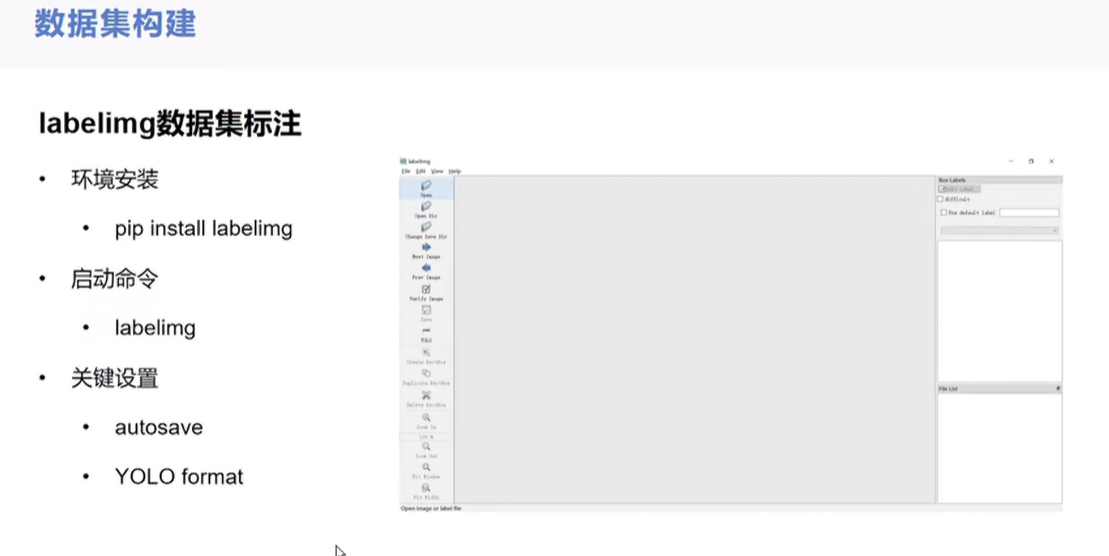 数据集构建
labelimg数据集标注
• 环境安装
• pip install labelimg
• 启动命令
• labelimg
• 关键设置
• autosave
• YOLO format
labelimg
File Edit View Help
Open
Open Dir
Change Save Dir
Next Image
Prev Image
Verify Image
Save
YOLO
Create RectBox
Duplicate RectBox
Delete RectBox
Zoom In
Zoom Out
Fit Window
Fit Width
Open image or label file
Box Labels
Edit Label
difficult
Use default label
File List